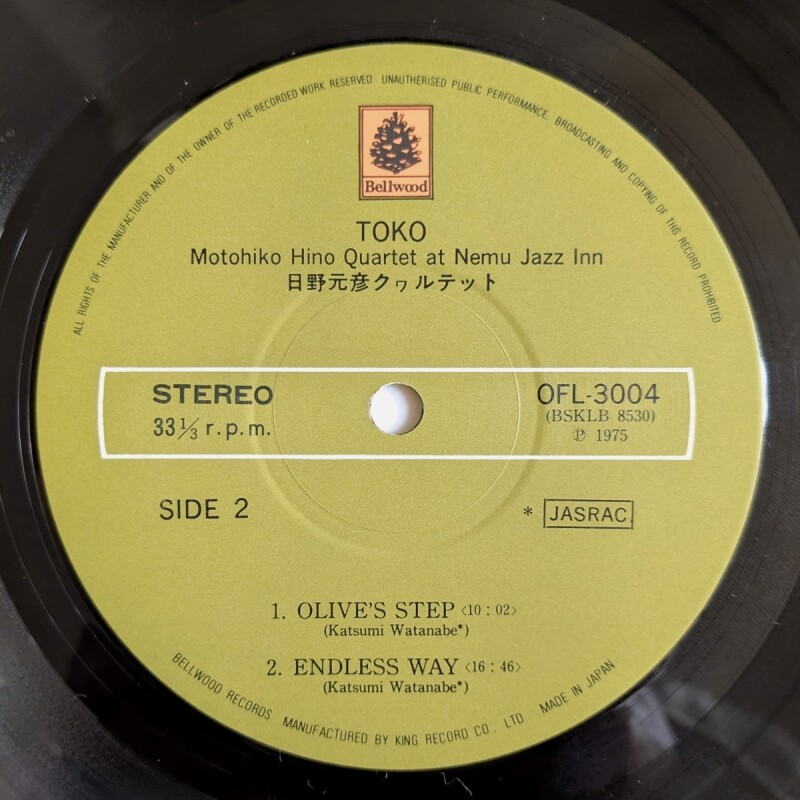 ALL RIGHTS OF THE MANUFACTURER AND OF THE OWNER OF THE RECORDED WORK RESERVED UNAUTHORISED PUBLIC PERFORMANCE, BROADCASTING AND COPYING OF THIS RECORD PROHIBITED
Bellwood
TOKO
Motohiko Hino Quartet at Nemu Jazz Inn
日野元彦クヮルテット
STEREO
33⅓ r.p.m.
OFL-3004
(BSKLB 8530)
℗ 1975
SIDE 2
* JASRAC
1. OLIVE'S STEP <10:02>
(Katsumi Watanabe*)
2. ENDLESS WAY <16:46>
(Katsumi Watanabe*)
BELLWOOD RECORDS MANUFACTURED BY KING RECORD CO., LTD MADE IN JAPAN